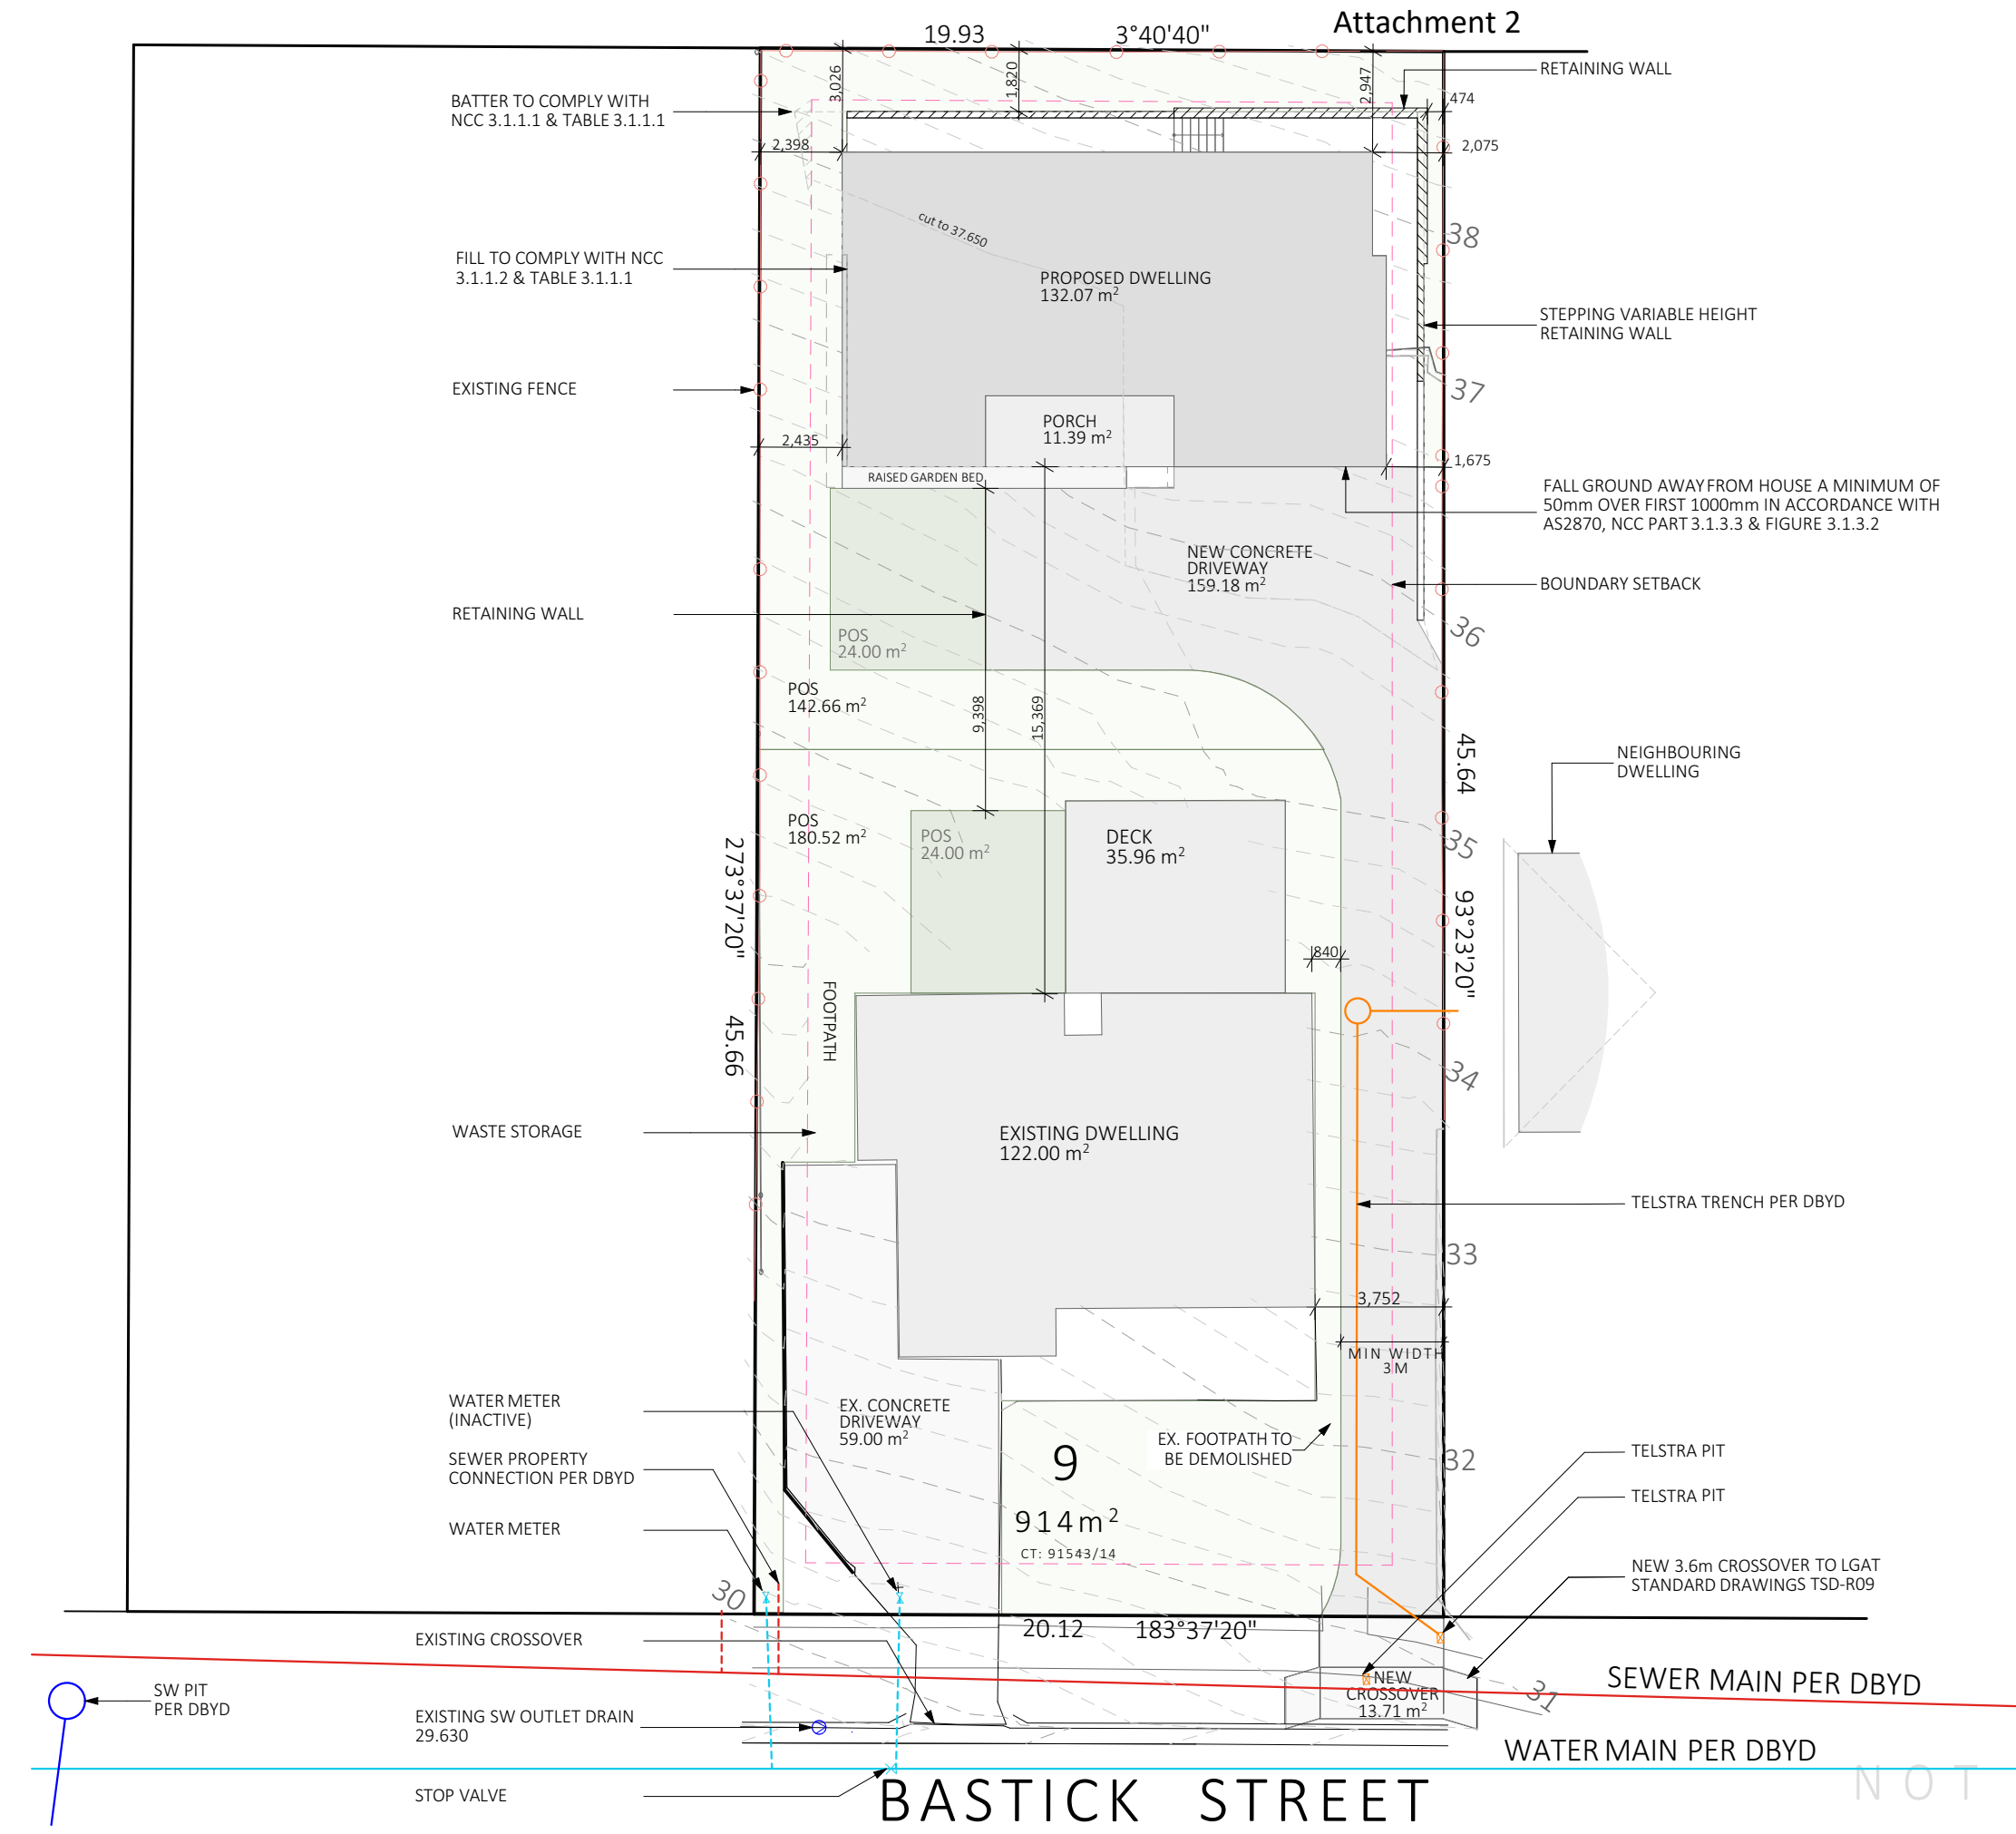 Attachment 2
19.93 3°40'40"
RETAINING WALL
BATTER TO COMPLY WITH
NCC 3.1.1.1 & TABLE 3.1.1.1
3,026
1,820
2,947
474
2,398
2,075
cut to 37.650
38
FILL TO COMPLY WITH NCC
3.1.1.2 & TABLE 3.1.1.1
PROPOSED DWELLING
132.07 m²
STEPPING VARIABLE HEIGHT
RETAINING WALL
EXISTING FENCE
37
PORCH
11.39 m²
2,435
1,675
RAISED GARDEN BED
FALL GROUND AWAY FROM HOUSE A MINIMUM OF
50mm OVER FIRST 1000mm IN ACCORDANCE WITH
AS2870, NCC PART 3.1.3.3 & FIGURE 3.1.3.2
NEW CONCRETE
DRIVEWAY
159.18 m²
BOUNDARY SETBACK
RETAINING WALL
36
POS
24.00 m²
POS
142.66 m²
9,398
15,369
45.64
NEIGHBOURING
DWELLING
POS
180.52 m²
POS
24.00 m²
DECK
35.96 m²
35
273°37'20"
93°23'20"
840
FOOTPATH
45.66
34
WASTE STORAGE
EXISTING DWELLING
122.00 m²
TELSTRA TRENCH PER DBYD
33
3,752
MIN WIDTH
3M
WATER METER
(INACTIVE)
EX. CONCRETE
DRIVEWAY
59.00 m²
SEWER PROPERTY
CONNECTION PER DBYD
9
EX. FOOTPATH TO
BE DEMOLISHED
32
TELSTRA PIT
TELSTRA PIT
WATER METER
914m²
CT: 91543/14
NEW 3.6m CROSSOVER TO LGAT
STANDARD DRAWINGS TSD-R09
30
20.12 183°37'20"
EXISTING CROSSOVER
SEWER MAIN PER DBYD
SW PIT
PER DBYD
NEW
CROSSOVER
13.71 m²
31
EXISTING SW OUTLET DRAIN
29.630
WATER MAIN PER DBYD
STOP VALVE
BASTICK STREET
NOT